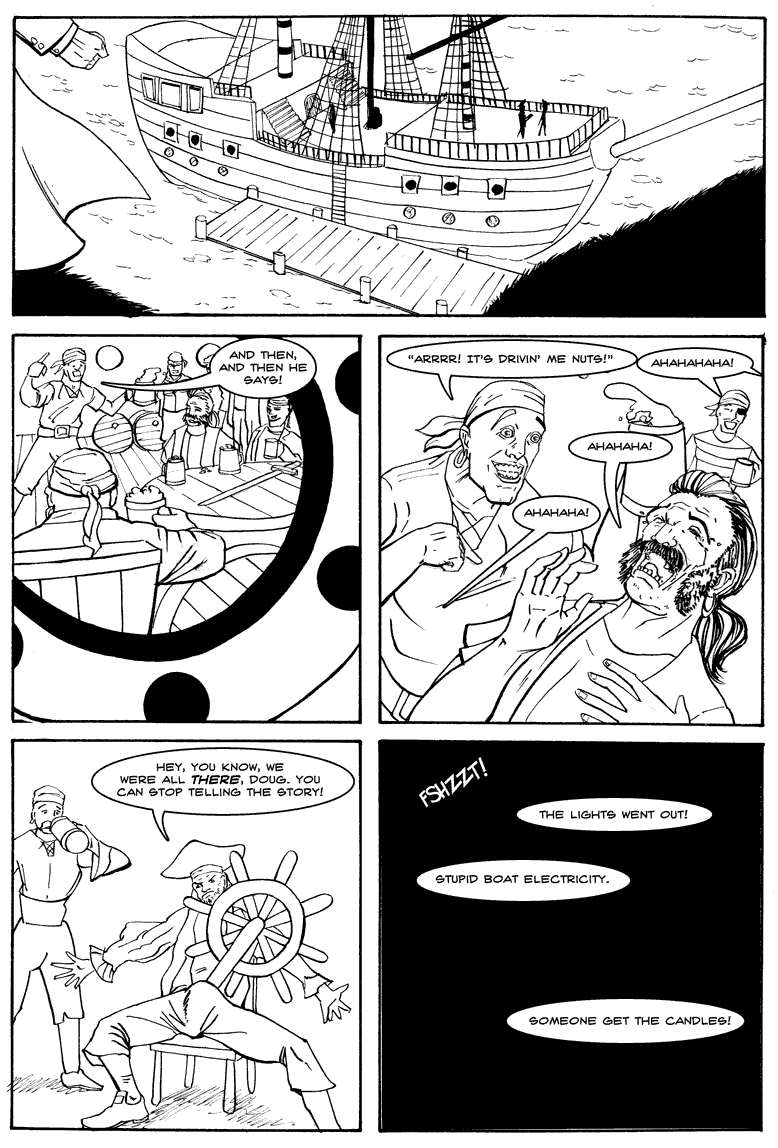 AND THEN,
AND THEN HE
SAYS!
"ARRRR! IT'S DRIVIN' ME NUTS!"
AHAHAHAHA!
AHAHAHA!
AHAHAHA!
HEY, YOU KNOW, WE
WERE ALL THERE, DOUG. YOU
CAN STOP TELLING THE STORY!
FSHZZT!
THE LIGHTS WENT OUT!
STUPID BOAT ELECTRICITY.
SOMEONE GET THE CANDLES!